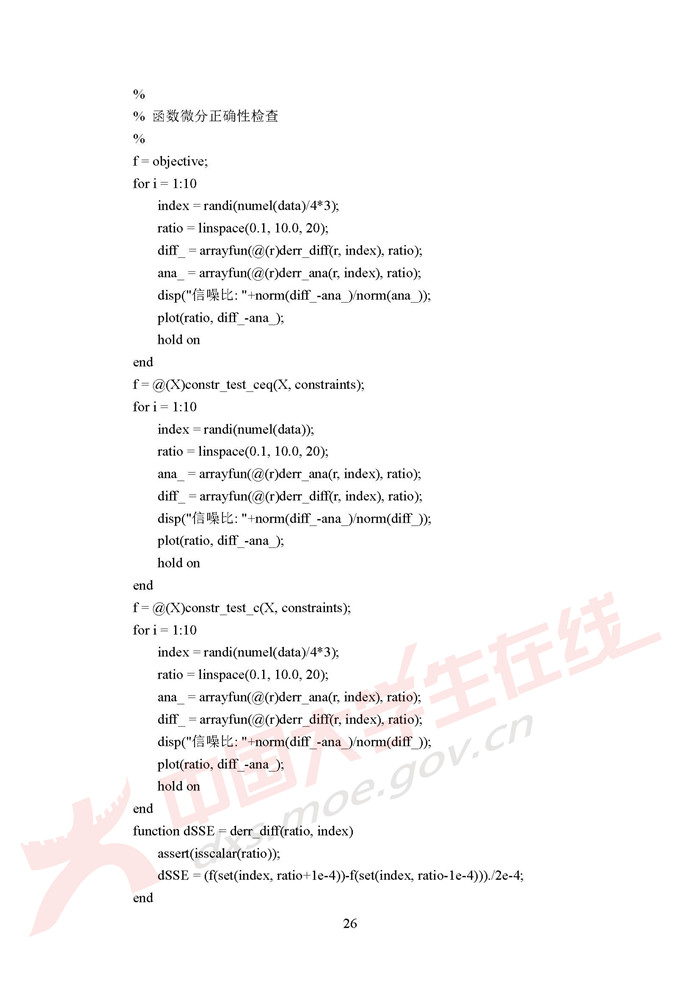 %
% 函数微分正确性检查
%
f = objective;
for i = 1:10
index = randi(numel(data)/4*3);
ratio = linspace(0.1, 10.0, 20);
diff_ = arrayfun(@(r)derr_diff(r, index), ratio);
ana_ = arrayfun(@(r)derr_ana(r, index), ratio);
disp("信噪比: "+norm(diff_-ana_)/norm(ana_));
plot(ratio, diff_-ana_);
hold on
end
f = @(X)constr_test_ceq(X, constraints);
for i = 1:10
index = randi(numel(data));
ratio = linspace(0.1, 10.0, 20);
ana_ = arrayfun(@(r)derr_ana(r, index), ratio);
diff_ = arrayfun(@(r)derr_diff(r, index), ratio);
disp("信噪比: "+norm(diff_-ana_)/norm(diff_));
plot(ratio, diff_-ana_);
hold on
end
f = @(X)constr_test_c(X, constraints);
for i = 1:10
index = randi(numel(data)/4*3);
ratio = linspace(0.1, 10.0, 20);
ana_ = arrayfun(@(r)derr_ana(r, index), ratio);
diff_ = arrayfun(@(r)derr_diff(r, index), ratio);
disp("信噪比: "+norm(diff_-ana_)/norm(diff_));
plot(ratio, diff_-ana_);
hold on
end
function dSSE = derr_diff(ratio, index)
assert(isscalar(ratio));
dSSE = (f(set(index, ratio+1e-4))-f(set(index, ratio-1e-4)))./2e-4;
end
26
中国大学生在线
dxs.moe.gov.cn